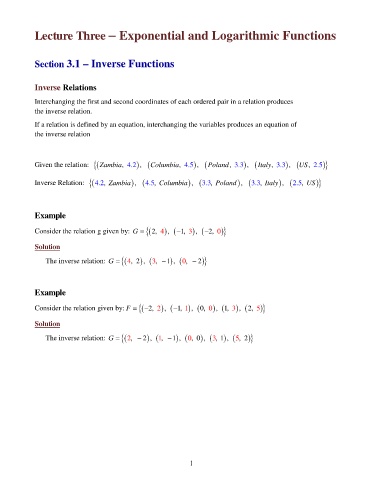 Lecture Three – Exponential and Logarithmic Functions
Section 3.1 – Inverse Functions
Inverse Relations
Interchanging the first and second coordinates of each ordered pair in a relation produces
the inverse relation.
If a relation is defined by an equation, interchanging the variables produces an equation of
the inverse relation
Given the relation: {(Zambia, 4.2), (Columbia, 4.5), (Poland, 3.3), (Italy, 3.3), (US, 2.5)}
Inverse Relation: {(4.2, Zambia), (4.5, Columbia), (3.3, Poland), (3.3, Italy), (2.5, US)}
Example
Consider the relation g given by: G = {(2, 4), (−1, 3), (−2, 0)}
Solution
The inverse relation: G = {(4, 2), (3, −1), (0, −2)}
Example
Consider the relation given by: F = {(−2, 2), (−1, 1), (0, 0), (1, 3), (2, 5)}
Solution
The inverse relation: G = {(2, −2), (1, −1), (0, 0), (3, 1), (5, 2)}
1